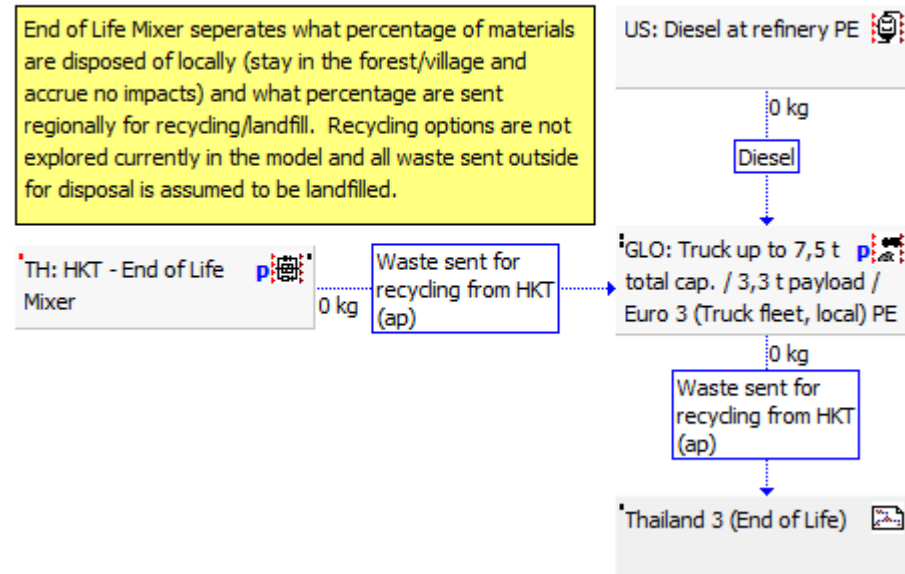 End of Life Mixer seperates what percentage of materials
are disposed of locally (stay in the forest/village and
accrue no impacts) and what percentage are sent
regionally for recycling/landfill.  Recycling options are not
explored currently in the model and all waste sent outside
for disposal is assumed to be landfilled.
US: Diesel at refinery PE
0 kg
Diesel
TH: HKT - End of Life
Mixer
p
0 kg
Waste sent for
recycling from HKT
(ap)
GLO: Truck up to 7,5 t
total cap. / 3,3 t payload /
Euro 3 (Truck fleet, local) PE
p
0 kg
Waste sent for
recycling from HKT
(ap)
Thailand 3 (End of Life)